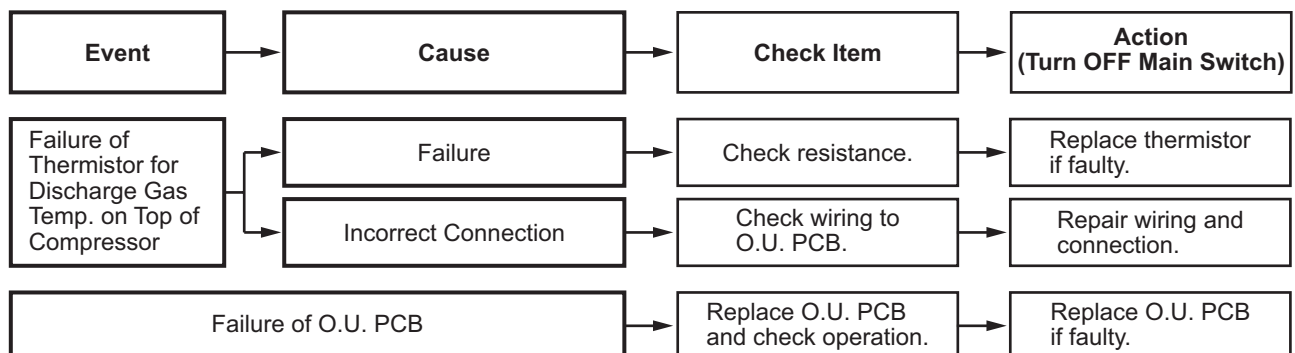 Event
Cause
Check Item
Action
(Turn OFF Main Switch)
Failure of
Thermistor for
Discharge Gas
Temp. on Top of
Compressor
Failure
Check resistance.
Replace thermistor
if faulty.
Incorrect Connection
Check wiring to
O.U. PCB.
Repair wiring and
connection.
Failure of O.U. PCB
Replace O.U. PCB
and check operation.
Replace O.U. PCB
if faulty.